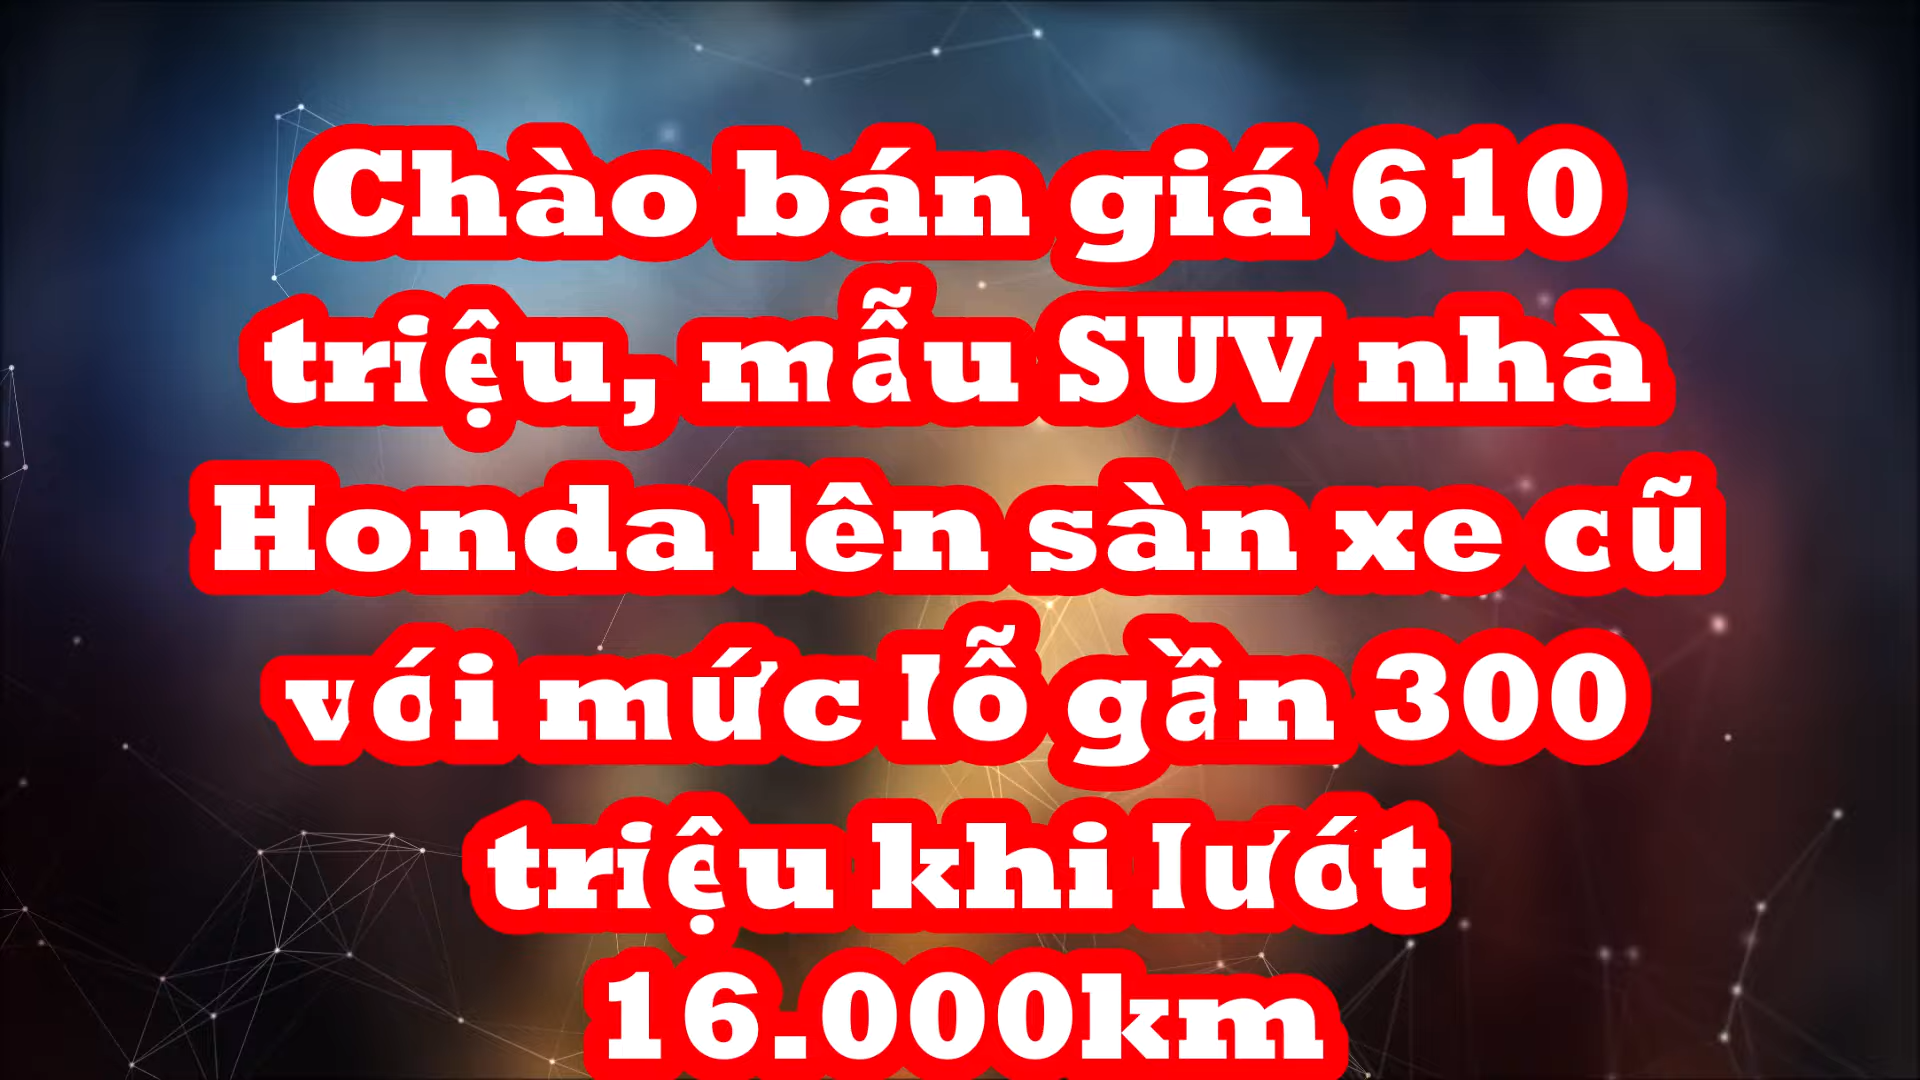 Chào bán giá 610
triệu, mẫu SUV nhà
Honda lên sàn xe cũ
với mức lỗ gần 300
triệu khi lướt
16.000km